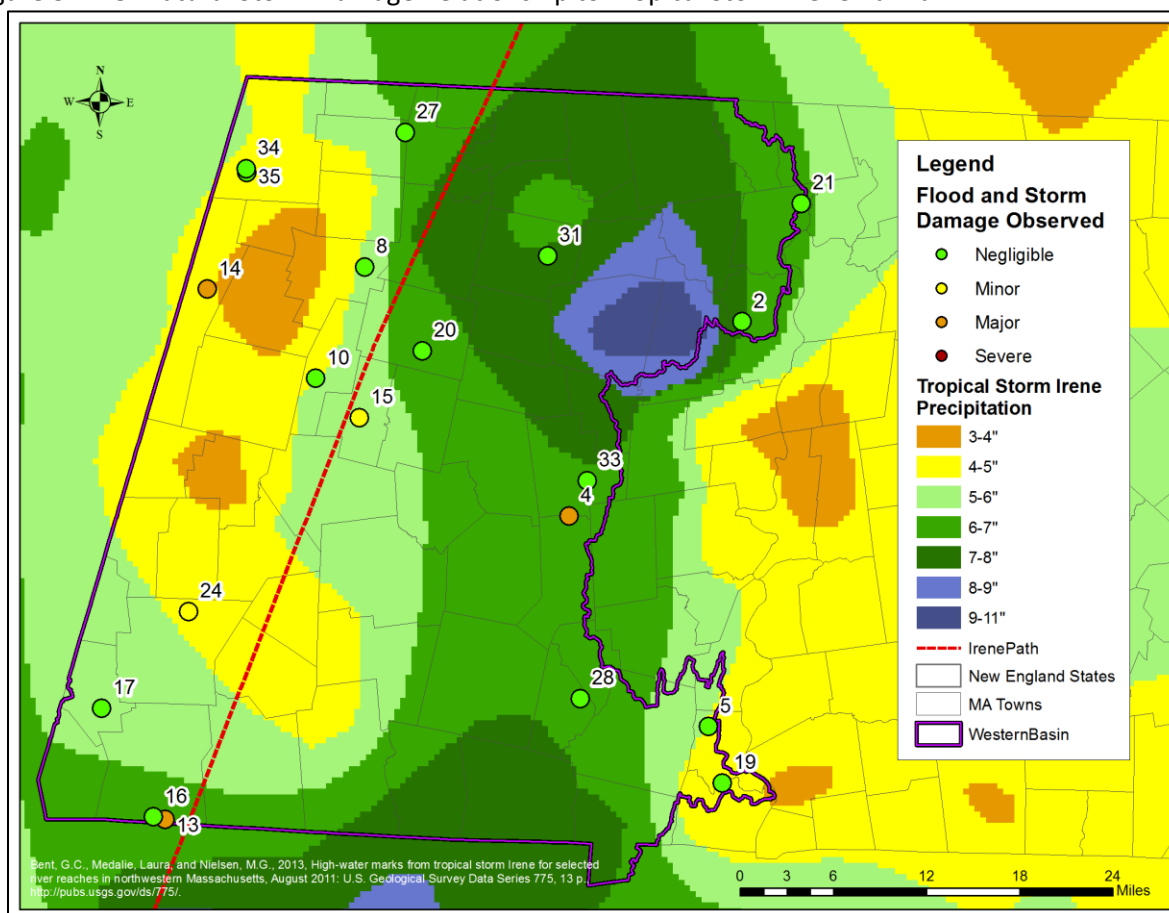 N
W E
S
27
34
35
21
8
31
14
2
20
10
15
33
4
24
28
17
5
19
16
13
Legend
Flood and Storm
Damage Observed
Negligible
Minor
Major
Severe
Tropical Storm Irene
Precipitation
3-4"
4-5"
5-6"
6-7"
7-8"
8-9"
9-11"
IrenePath
New England States
MA Towns
WesternBasin
Bent, G.C., Medalie, Laura, and Nielsen, M.G., 2013, High-water marks from tropical storm Irene for selected
river reaches in northwestern Massachusetts, August 2011: U.S. Geological Survey Data Series 775, 13 p.,
http://pubs.usgs.gov/ds/775/.
0 3 6 12 18 24
Miles